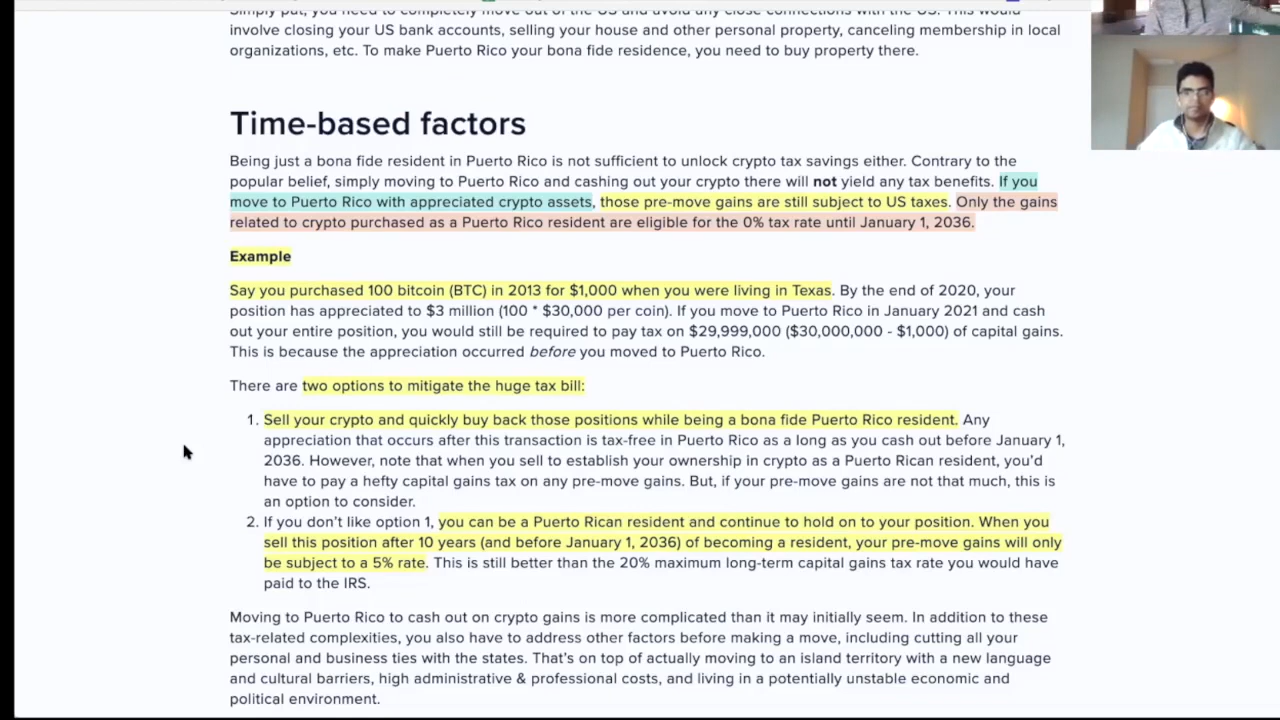 Simply put, you need to completely move out of the US and avoid any close connections with the US. This would
involve closing your US bank accounts, selling your house and other personal property, canceling membership in local
organizations, etc. To make Puerto Rico your bona fide residence, you need to buy property there.
Time-based factors
Being just a bona fide resident in Puerto Rico is not sufficient to unlock crypto tax savings either. Contrary to the
popular belief, simply moving to Puerto Rico and cashing out your crypto there will not yield any tax benefits. If you
move to Puerto Rico with appreciated crypto assets, those pre-move gains are still subject to US taxes. Only the gains
related to crypto purchased as a Puerto Rico resident are eligible for the 0% tax rate until January 1, 2036.
Example
Say you purchased 100 bitcoin (BTC) in 2013 for $1,000 when you were living in Texas. By the end of 2020, your
position has appreciated to $3 million (100 * $30,000 per coin). If you move to Puerto Rico in January 2021 and cash
out your entire position, you would still be required to pay tax on $29,999,000 ($30,000,000 - $1,000) of capital gains.
This is because the appreciation occurred before you moved to Puerto Rico.
There are two options to mitigate the huge tax bill:
1. Sell your crypto and quickly buy back those positions while being a bona fide Puerto Rico resident. Any
appreciation that occurs after this transaction is tax-free in Puerto Rico as a long as you cash out before January 1,
2036. However, note that when you sell to establish your ownership in crypto as a Puerto Rican resident, you'd
have to pay a hefty capital gains tax on any pre-move gains. But, if your pre-move gains are not that much, this is
an option to consider.
2. If you don't like option 1, you can be a Puerto Rican resident and continue to hold on to your position. When you
sell this position after 10 years (and before January 1, 2036) of becoming a resident, your pre-move gains will only
be subject to a 5% rate. This is still better than the 20% maximum long-term capital gains tax rate you would have
paid to the IRS.
Moving to Puerto Rico to cash out on crypto gains is more complicated than it may initially seem. In addition to these
tax-related complexities, you also have to address other factors before making a move, including cutting all your
personal and business ties with the states. That's on top of actually moving to an island territory with a new language
and cultural barriers, high administrative & professional costs, and living in a potentially unstable economic and
political environment.